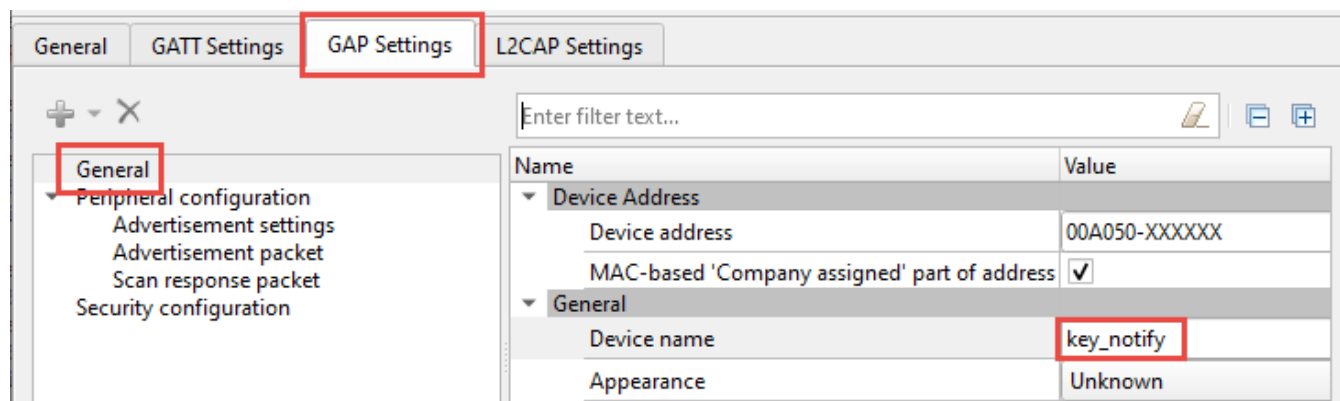 General GATT Settings GAP Settings L2CAP Settings
Enter filter text...
General
Peripheral configuration
Advertisement settings
Advertisement packet
Scan response packet
Security configuration
Name Value
Device Address
Device address 00A050-XXXXXX
MAC-based 'Company assigned' part of address
General
Device name key_notify
Appearance Unknown